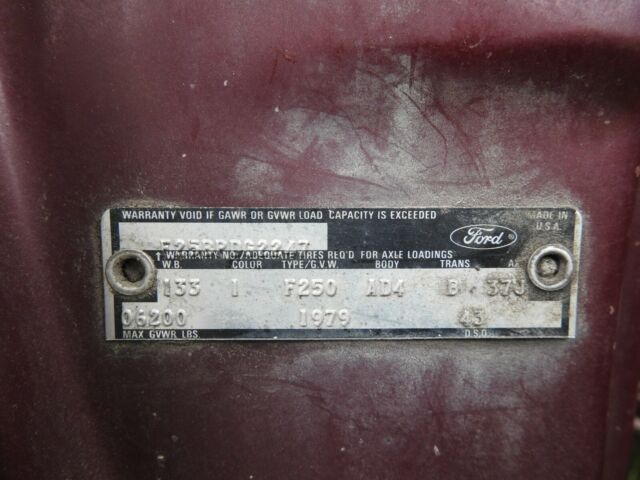 WARRANTY VOID IF GAWR OR GVWR LOAD CAPACITY IS EXCEEDED
MADE IN U.S.A.
Ford
↑ WARRANTY NO./ADEQUATE TIRES REQ'D FOR AXLE LOADINGS
W.B. COLOR TYPE/G.V.W. BODY TRANS
133 1 F250 AD4 B 37J
06200 1979 43
MAX GVWR LBS D.S.O.